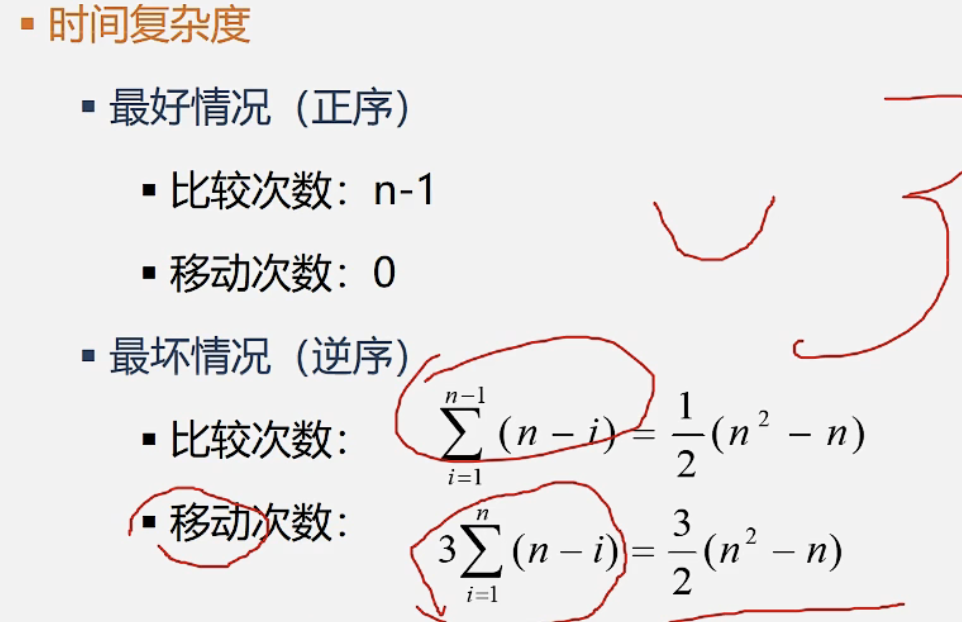 时间复杂度
最好情况（正序）
比较次数：n-1
移动次数：0
最坏情况（逆序）
比较次数： \sum_{i=1}^{n-1} (n - i) = \frac{1}{2}(n^2 - n)
移动次数： 3\sum_{i=1}^{n} (n - i) = \frac{3}{2}(n^2 - n)